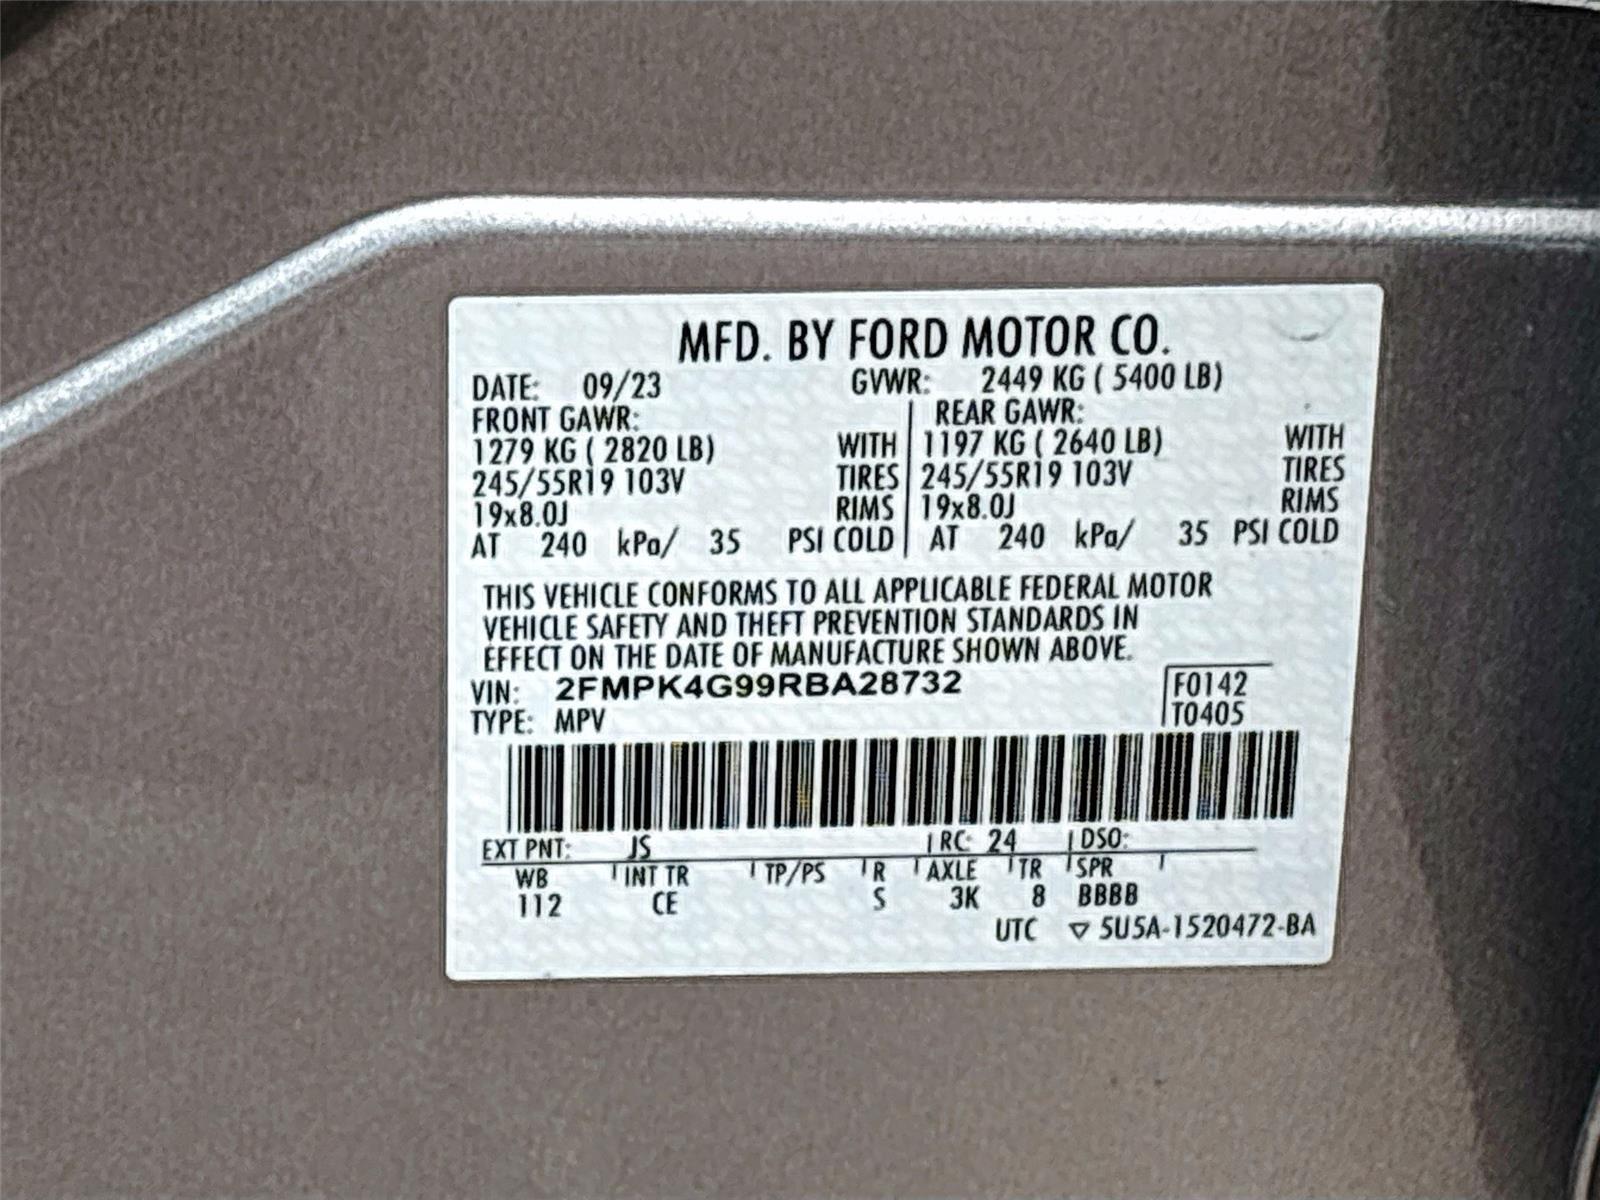 MFD. BY FORD MOTOR CO.
DATE: 09/23 GVWR: 2449 KG ( 5400 LB)
FRONT GAWR: REAR GAWR:
1279 KG ( 2820 LB) WITH 1197 KG ( 2640 LB) WITH
245/55R19 103V TIRES 245/55R19 103V TIRES
19x8.0J RIMS 19x8.0J RIMS
AT 240 kPa/ 35 PSI COLD AT 240 kPa/ 35 PSI COLD
THIS VEHICLE CONFORMS TO ALL APPLICABLE FEDERAL MOTOR
VEHICLE SAFETY AND THEFT PREVENTION STANDARDS IN
EFFECT ON THE DATE OF MANUFACTURE SHOWN ABOVE.
VIN: 2FMPK4G99RBA28732 F0142
TYPE: MPV T0405
EXT PNT: JS RC: 24 DSO:
WB INT TR TP/PS R AXLE TR SPR
112 CE S 3K 8 BBBB
UTC ▽ 5U5A-1520472-BA